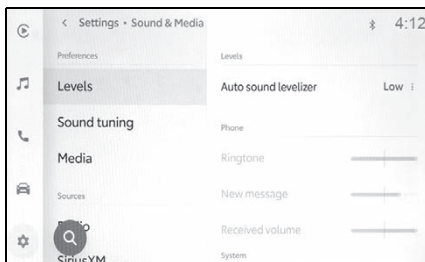 < Settings • Sound & Media
4:12
Preferences
Levels
Sound tuning
Media
Sources
Radio
SiriusXM
Levels
Auto sound levelizer
Low
Phone
Ringtone
New message
Received volume
System